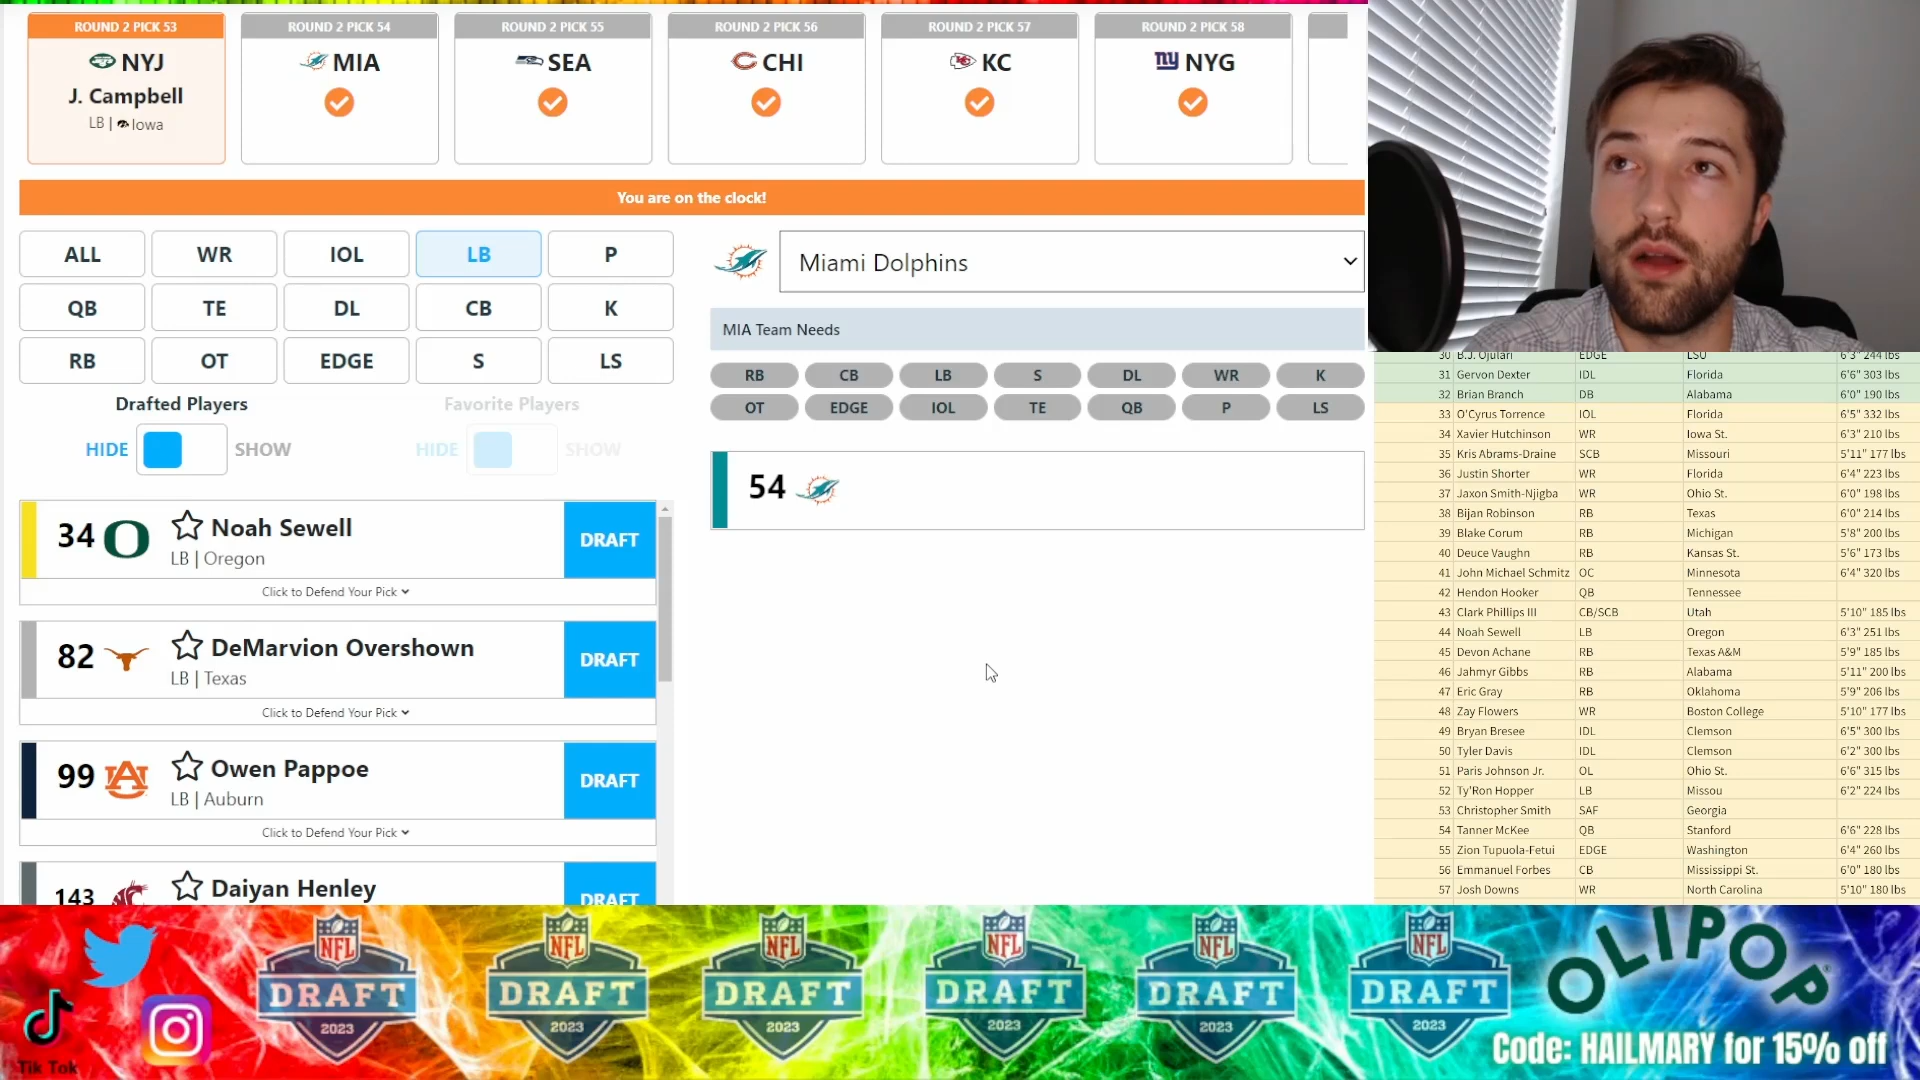 ROUND 2 PICK 53
NYJ
J. Campbell
LB | Iowa
ROUND 2 PICK 54
MIA
ROUND 2 PICK 55
SEA
ROUND 2 PICK 56
CHI
ROUND 2 PICK 57
KC
ROUND 2 PICK 58
NYG
You are on the clock!
ALL WR IOL LB P
QB TE DL CB K
RB OT EDGE S LS
Drafted Players
HIDE SHOW
Favorite Players
HIDE SHOW
34 Noah Sewell DRAFT
LB | Oregon
Click to Defend Your Pick
82 DeMarvion Overshown DRAFT
LB | Texas
Click to Defend Your Pick
99 Owen Pappoe DRAFT
LB | Auburn
Click to Defend Your Pick
143 Daiyan Henley DRAFT
Miami Dolphins
MIA Team Needs
RB CB LB S DL WR K
OT EDGE IOL TE QB P LS
54
30 B.J. Ojulari EDGE LSU 6'3" 244 lbs
31 Gervon Dexter IDL Florida 6'6" 303 lbs
32 Brian Branch DB Alabama 6'0" 190 lbs
33 O'Cyrus Torrence IOL Florida 6'5" 332 lbs
34 Xavier Hutchinson WR Iowa St. 6'3" 210 lbs
35 Kris Abrams-Draine SCB Missouri 5'11" 177 lbs
36 Justin Shorter WR Florida 6'4" 223 lbs
37 Jaxon Smith-Njigba WR Ohio St. 6'0" 198 lbs
38 Bijan Robinson RB Texas 6'0" 214 lbs
39 Blake Corum RB Michigan 5'8" 200 lbs
40 Deuce Vaughn RB Kansas St. 5'6" 173 lbs
41 John Michael Schmitz OC Minnesota 6'4" 320 lbs
42 Hendon Hooker QB Tennessee
43 Clark Phillips III CB/SCB Utah 5'10" 185 lbs
44 Noah Sewell LB Oregon 6'3" 251 lbs
45 Devon Achane RB Texas A&M 5'9" 185 lbs
46 Jahmyr Gibbs RB Alabama 5'11" 200 lbs
47 Eric Gray RB Oklahoma 5'9" 206 lbs
48 Zay Flowers WR Boston College 5'10" 177 lbs
49 Bryan Bresee IDL Clemson 6'5" 300 lbs
50 Tyler Davis IDL Clemson 6'2" 300 lbs
51 Paris Johnson Jr. OL Ohio St. 6'6" 315 lbs
52 Ty'Ron Hopper LB Missou 6'2" 224 lbs
53 Christopher Smith SAF Georgia
54 Tanner McKee QB Stanford 6'6" 228 lbs
55 Zion Tupuola-Fetui EDGE Washington 6'4" 260 lbs
56 Emmanuel Forbes CB Mississippi St. 6'0" 180 lbs
57 Josh Downs WR North Carolina 5'10" 180 lbs
Tik Tok
NFL DRAFT 2023
NFL DRAFT 2023
NFL DRAFT 2023
NFL DRAFT 2023
NFL DRAFT 2023
NFL DRAFT 2023
OLIPOP
Code: HAILMARY for 15% off